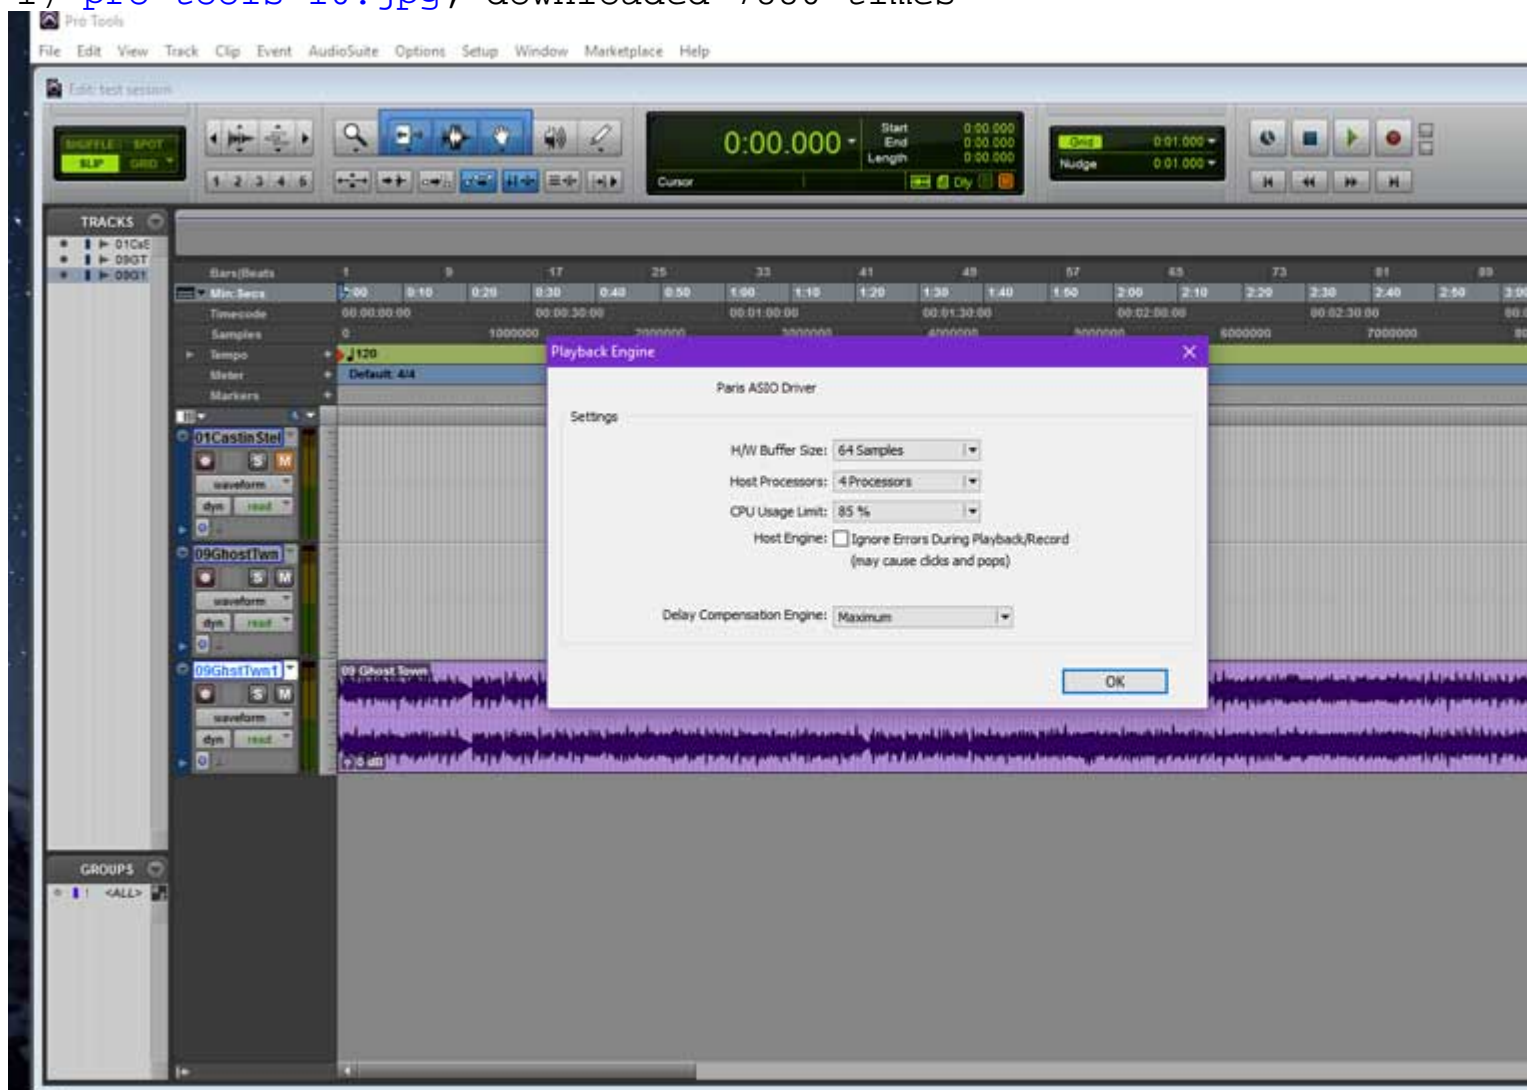 Pro Tools
File Edit View Track Clip Event AudioSuite Options Setup Window Marketplace Help
Edit: test session
SHUFFLE SPOT
SLIP GRID
1 2 3 4 5
0:00.000
Start 0:00.000
End 0:00.000
Length 0:00.000
Cursor
Dly
Grid 0:01.000
Nudge 0:01.000
TRACKS
01CsS
09GT
09GT
Bars|Beats 1 9 17 25 33 41 49 57 65 73 81 89
Min:Secs 0:00 0:10 0:20 0:30 0:40 0:50 1:00 1:10 1:20 1:30 1:40 1:50 2:00 2:10 2:20 2:30 2:40 2:50 3:00
Timecode 00:00:00:00 00:00:30:00 00:01:00:00 00:01:30:00 00:02:00:00 00:02:30:00
Samples 0 1000000 2000000 3000000 4000000 5000000 6000000 7000000
Tempo 120
Meter Default: 4/4
Markers
Playback Engine
Paris ASIO Driver
Settings
H/W Buffer Size: 64 Samples
Host Processors: 4 Processors
CPU Usage Limit: 85 %
Host Engine: Ignore Errors During Playback/Record
(may cause clicks and pops)
Delay Compensation Engine: Maximum
OK
01CastinStel
S M
waveform
dyn read
09GhostTwn
S M
waveform
dyn read
09GhstTwn1
S M
waveform
dyn read
09 Ghost Town
0 dB
GROUPS
! <ALL>